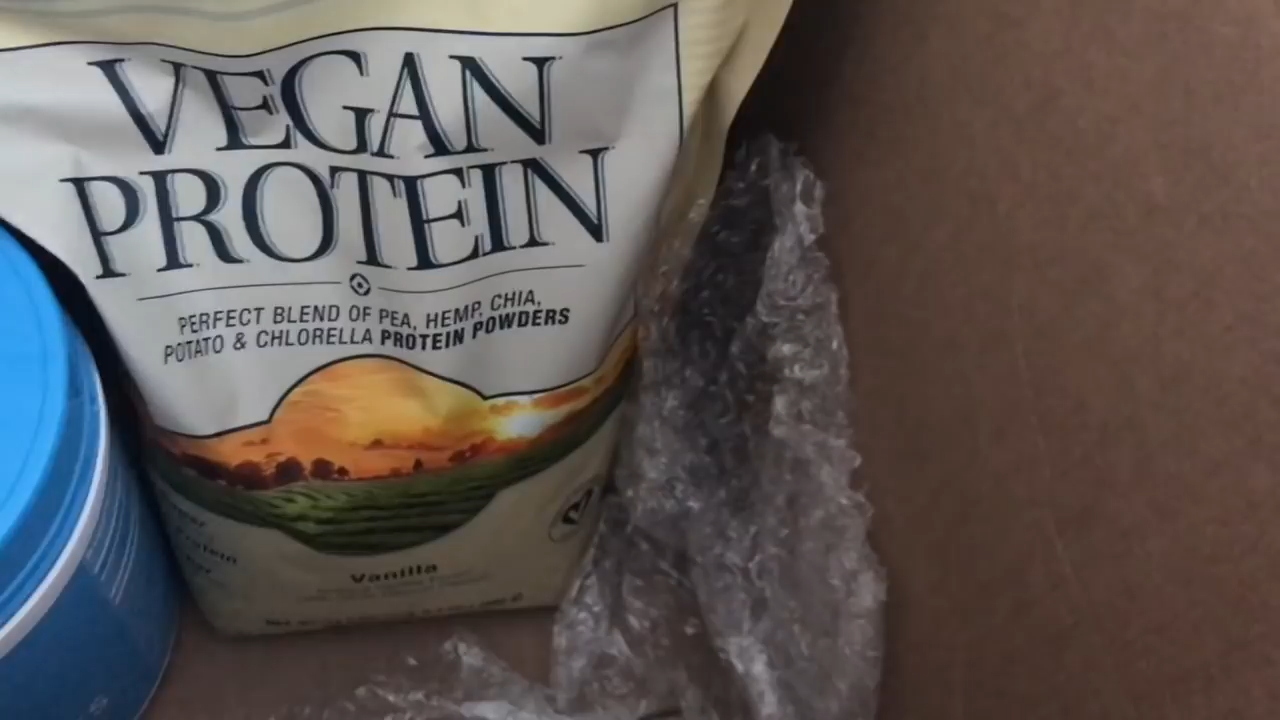 VEGAN
PROTEIN
PERFECT BLEND OF PEA, HEMP, CHIA,
POTATO & CHLORELLA PROTEIN POWDERS
Vanilla